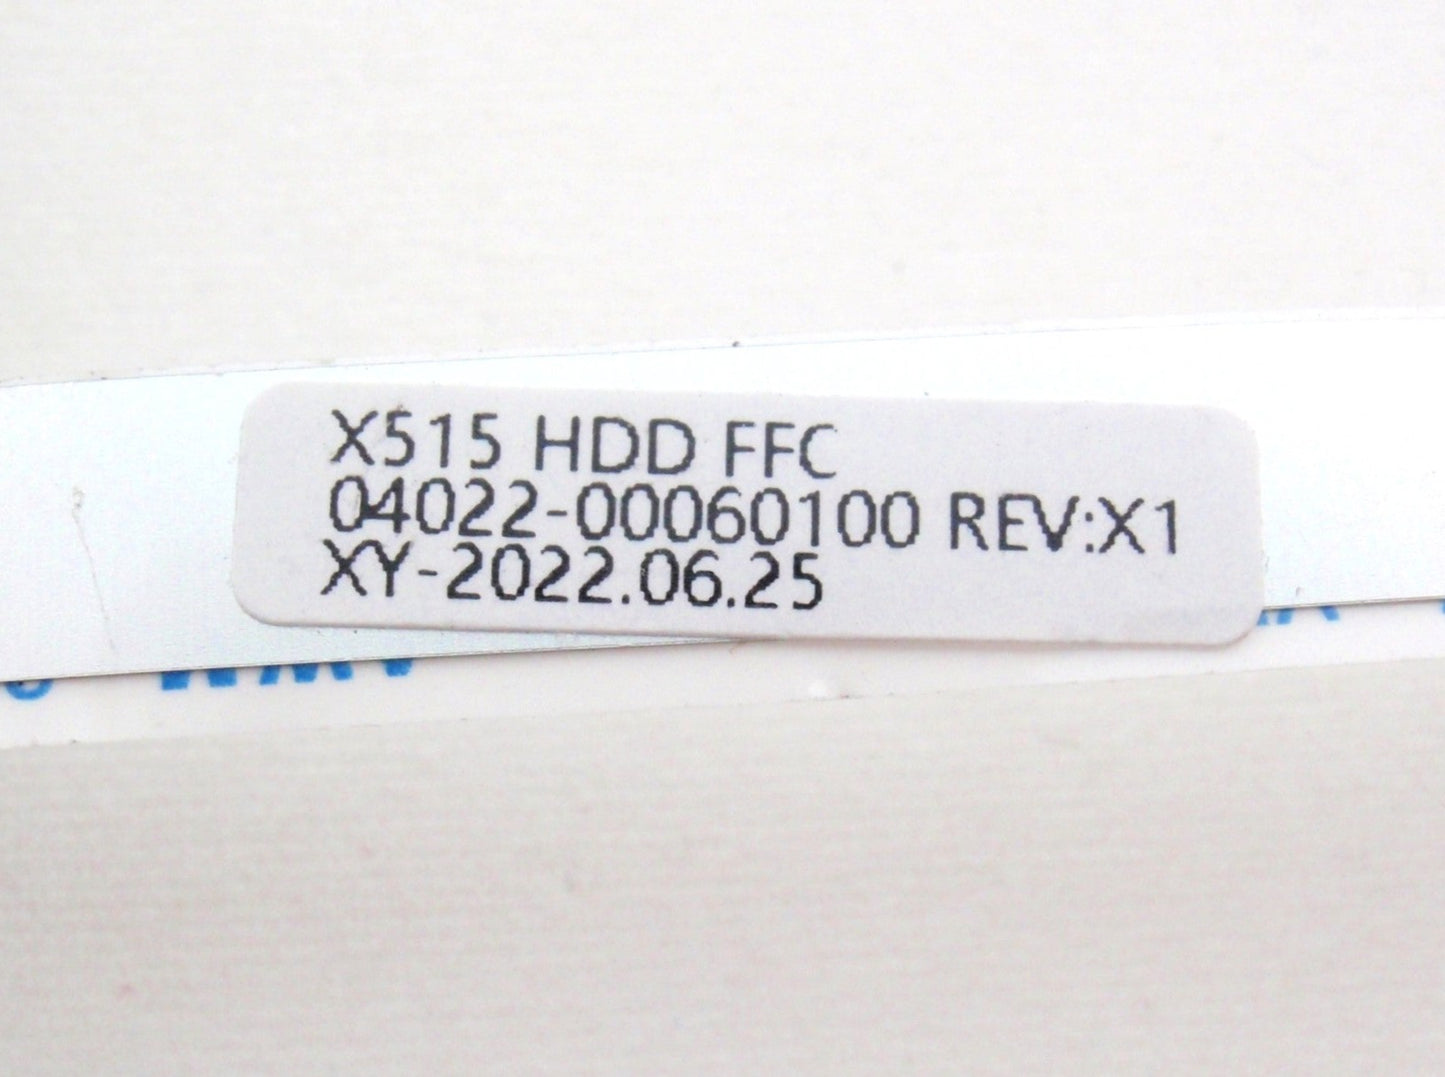 X515 HDD FFC
04022-00060100 REV:X1
XY-2022.06.25